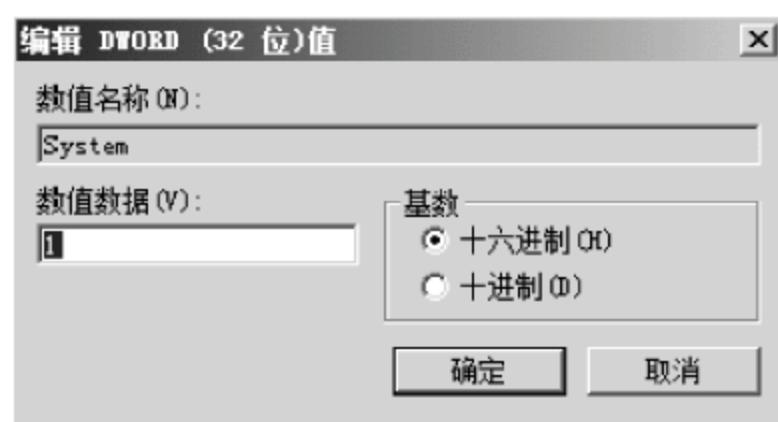 编辑 DWORD (32 位)值
数值名称(N):
System
数值数据(V):
1
基数
十六进制(H)
十进制(D)
确定
取消